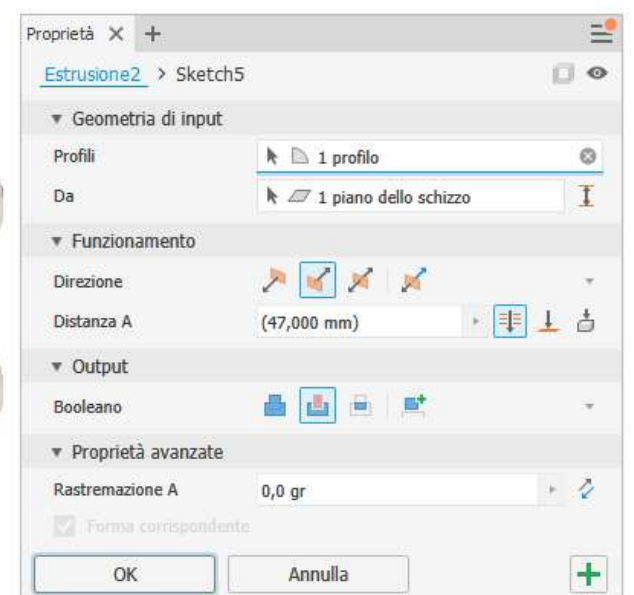 Proprietà
Estrusione2 > Sketch5
Geometria di input
Profili 1 profilo
Da 1 piano dello schizzo
Funzionamento
Direzione
Distanza A (47,000 mm)
Output
Booleano
Proprietà avanzate
Rastremazione A 0,0 gr
Forma corrispondente
OK Annulla